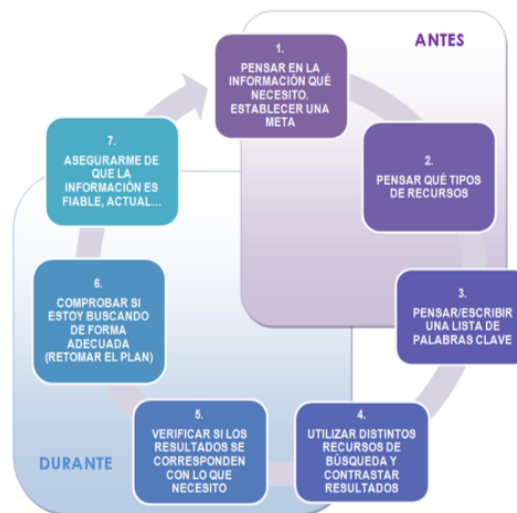 ANTES
1.
PENSAR EN LA
INFORMACIÓN QUÉ
NECESITO.
ESTABLECER UNA
META
2.
PENSAR QUÉ TIPOS
DE RECURSOS
3.
PENSAR/ESCRIBIR
UNA LISTA DE
PALABRAS CLAVE
4.
UTILIZAR DISTINTOS
RECURSOS DE
BÚSQUEDA Y
CONTRASTAR
RESULTADOS
5.
VERIFICAR SI LOS
RESULTADOS SE
CORRESPONDEN
CON LO QUE
NECESITO
6.
COMPROBAR SI
ESTOY BUSCANDO
DE FORMA
ADECUADA
(RETOMAR EL PLAN)
7.
ASEGURARME DE
QUE LA
INFORMACIÓN ES
FIABLE, ACTUAL...
DURANTE